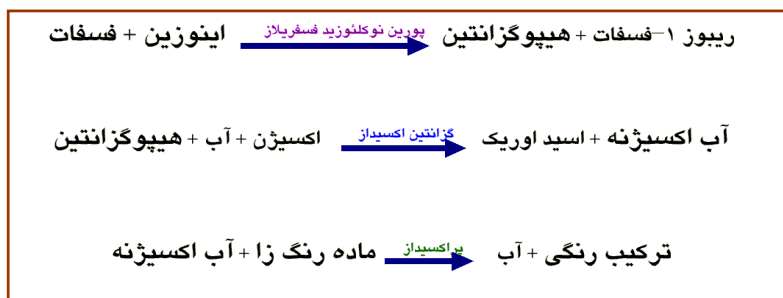 اینوزین + فسفات پورین نوکلئوزید فسفریلاز هیپوگزانتین + ریبوز ۱-فسفات
هیپوگزانتین + آب + اکسیژن گزانتین اکسیداز اسید اوریک + آب اکسیژنه
ماده رنگ زا + آب اکسیژنه پراکسیداز ترکیب رنگی + آب